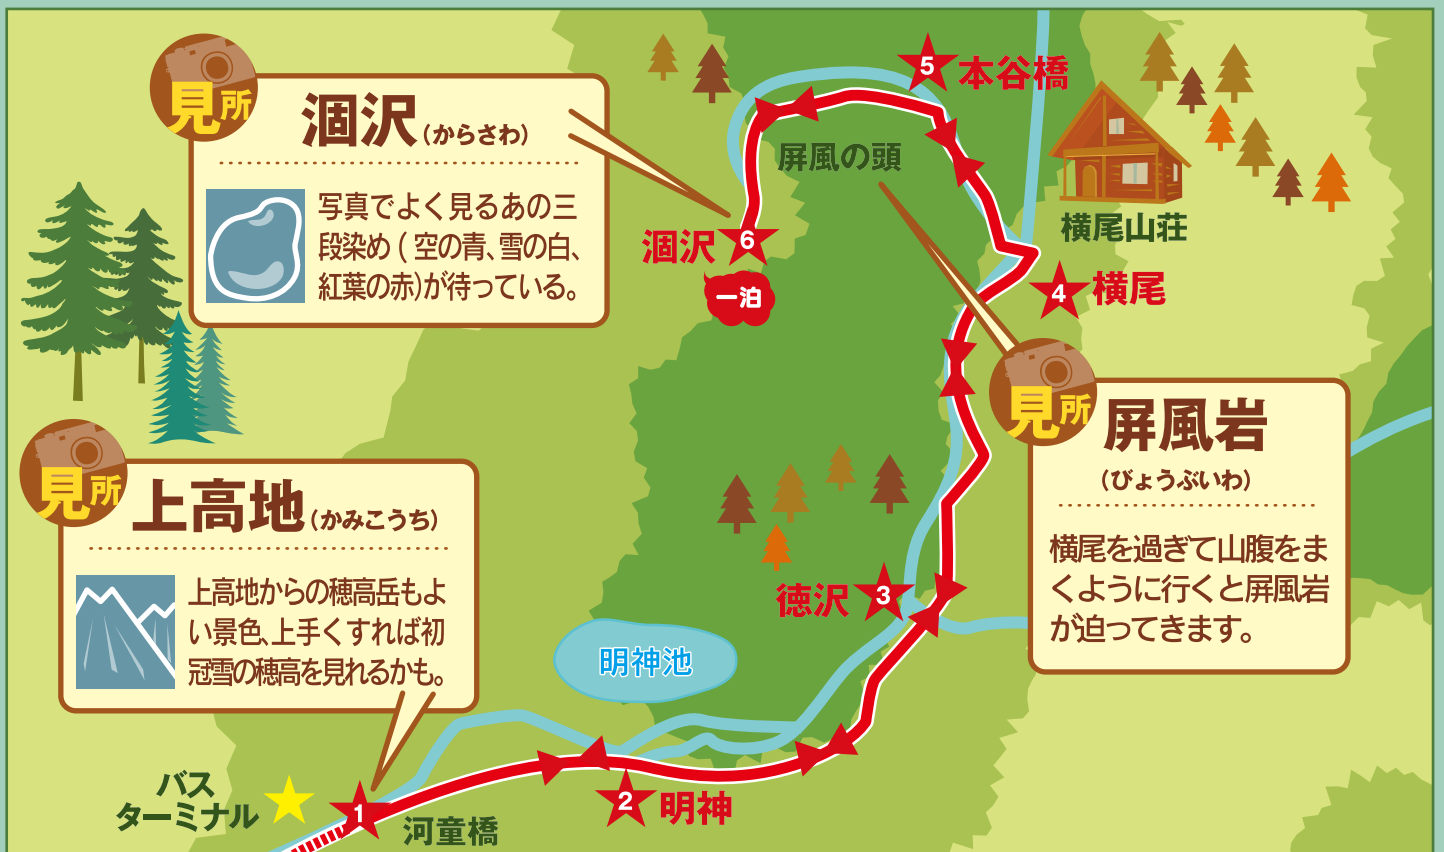 見所
涸沢(からさわ)
写真でよく見るあの三
段染め(空の青、雪の白、
紅葉の赤)が待っている。
5 本谷橋
屏風の頭
涸沢 6
一泊
横尾山荘
4 横尾
見所
屏風岩
(びょうぶいわ)
横尾を過ぎて山腹をま
くように行くと屏風岩
が迫ってきます。
見所
上高地(かみこうち)
上高地からの穂高岳もよ
い景色、上手くすれば初
冠雪の穂高を見れるかも。
徳沢 3
明神池
2 明神
バス
ターミナル
1
河童橋